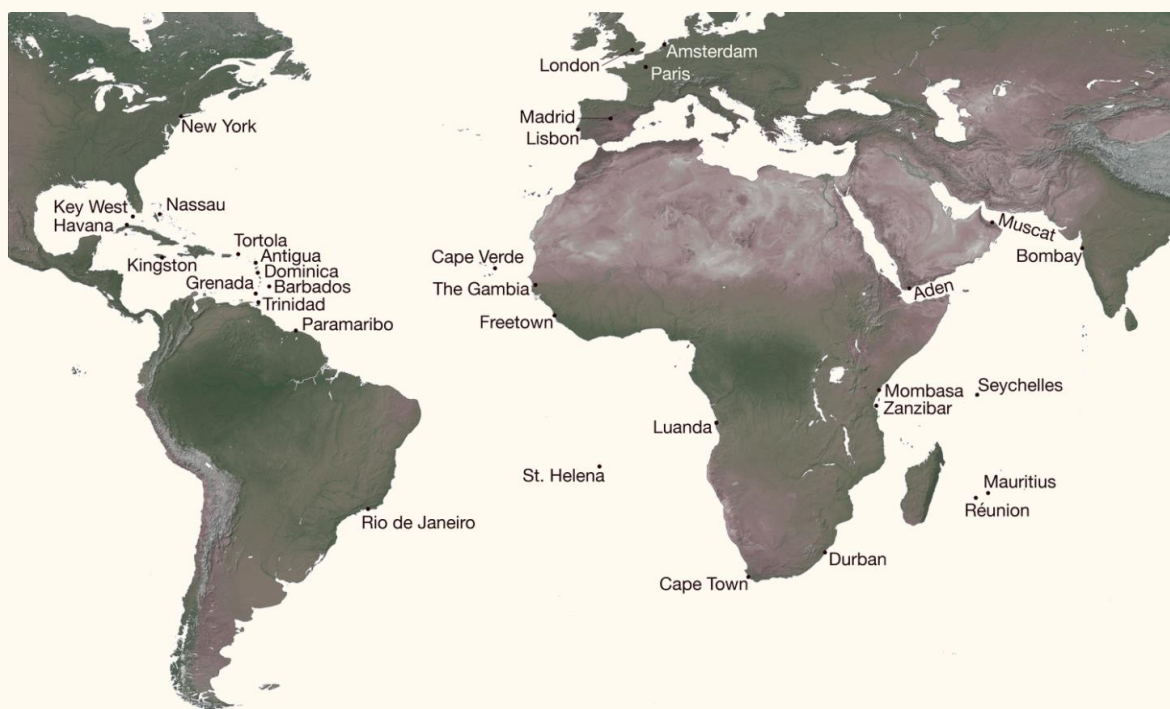 Amsterdam
London
Paris
Madrid
Lisbon
New York
Key West
Nassau
Havana
Muscat
Tortola
Antigua
Bombay
Kingston
Cape Verde
Dominica
Grenada
Barbados
The Gambia
Aden
Trinidad
Freetown
Paramaribo
Mombasa
Seychelles
Zanzibar
Luanda
St. Helena
Mauritius
Réunion
Rio de Janeiro
Durban
Cape Town